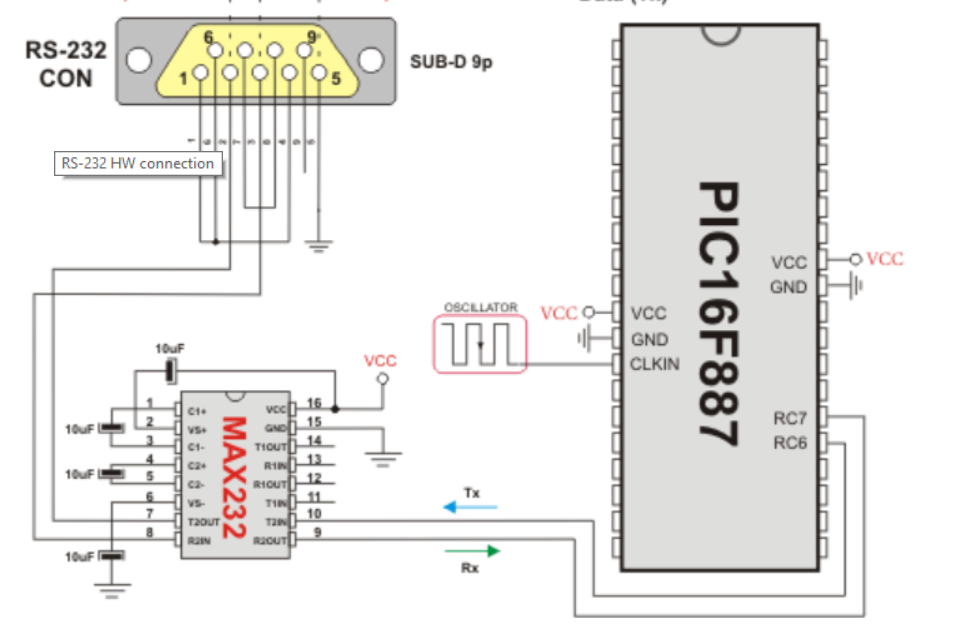 RS-232
CON
6
9
1
5
SUB-D 9p
1
6
2
7
3
8
4
9
5
RS-232 HW connection
PIC16F887
VCC
GND
VCC
OSCILLATOR
VCC
VCC
GND
CLKIN
RC7
RC6
10uF
VCC
10uF
10uF
10uF
MAX232
1
2
3
4
5
6
7
8
C1+
VS+
C1-
C2+
C2-
VS-
T2OUT
R2IN
VCC
GND
T1OUT
R1IN
R1OUT
T1IN
T2IN
R2OUT
16
15
14
13
12
11
10
9
Tx
Rx